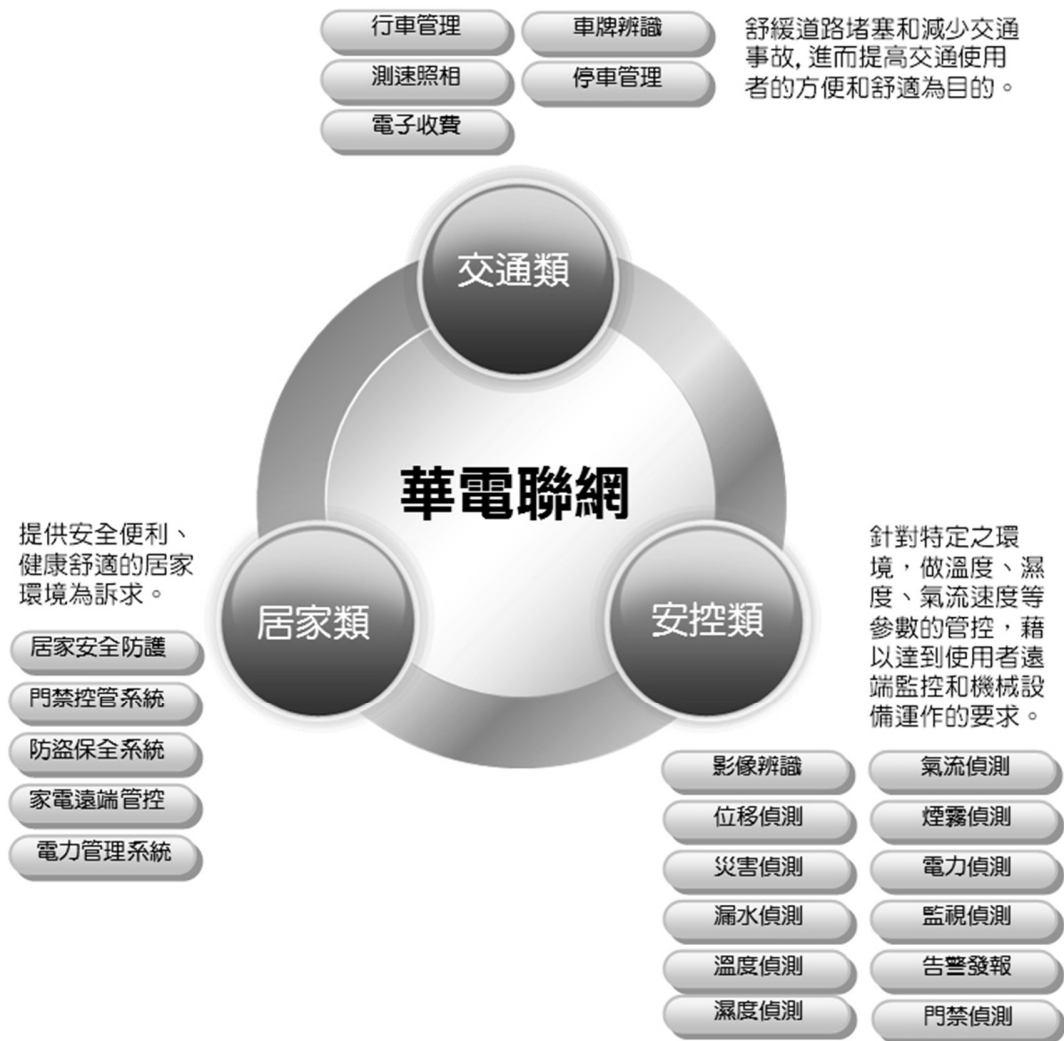 行車管理
車牌辨識
測速照相
停車管理
電子收費
舒緩道路堵塞和減少交通
事故,進而提高交通使用
者的方便和舒適為目的。
交通類
華電聯網
提供安全便利、
健康舒適的居家
環境為訴求。
居家類
居家安全防護
門禁控管系統
防盜保全系統
家電遠端管控
電力管理系統
安控類
針對特定之環
境，做溫度、濕
度、氣流速度等
參數的管控，藉
以達到使用者遠
端監控和機械設
備運作的要求。
影像辨識
氣流偵測
位移偵測
煙霧偵測
災害偵測
電力偵測
漏水偵測
監視偵測
溫度偵測
告警發報
濕度偵測
門禁偵測